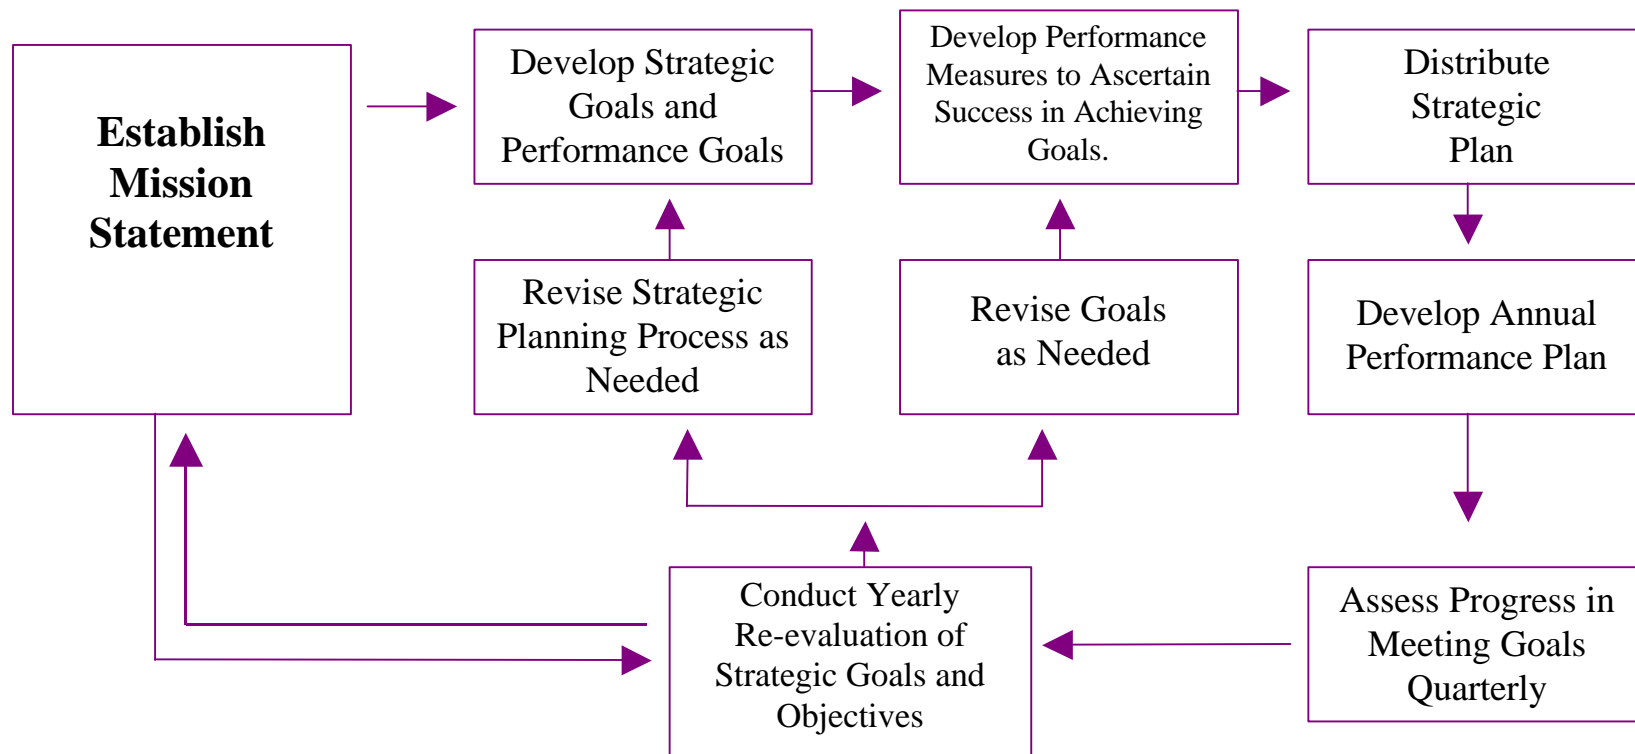 Establish
Mission
Statement
Develop Strategic
Goals and
Performance Goals
Develop Performance
Measures to Ascertain
Success in Achieving
Goals.
Distribute
Strategic
Plan
Revise Strategic
Planning Process as
Needed
Revise Goals
as Needed
Develop Annual
Performance Plan
Conduct Yearly
Re-evaluation of
Strategic Goals and
Objectives
Assess Progress in
Meeting Goals
Quarterly